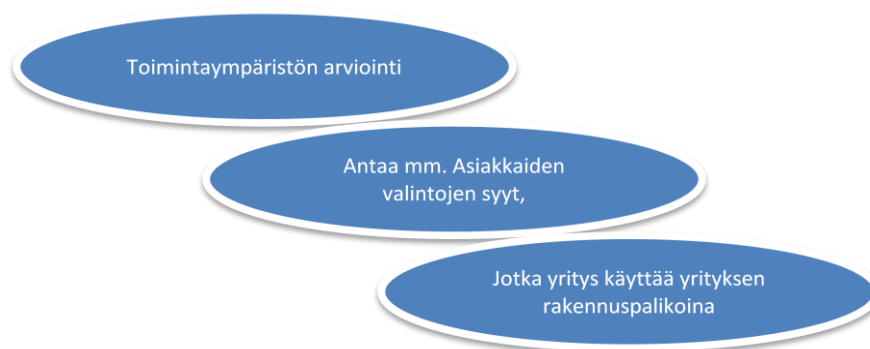 Toimintaympäristön arviointi
Antaa mm. Asiakkaiden
valintojen syyt,
Jotka yritys käyttää yrityksen
rakennuspalikoina